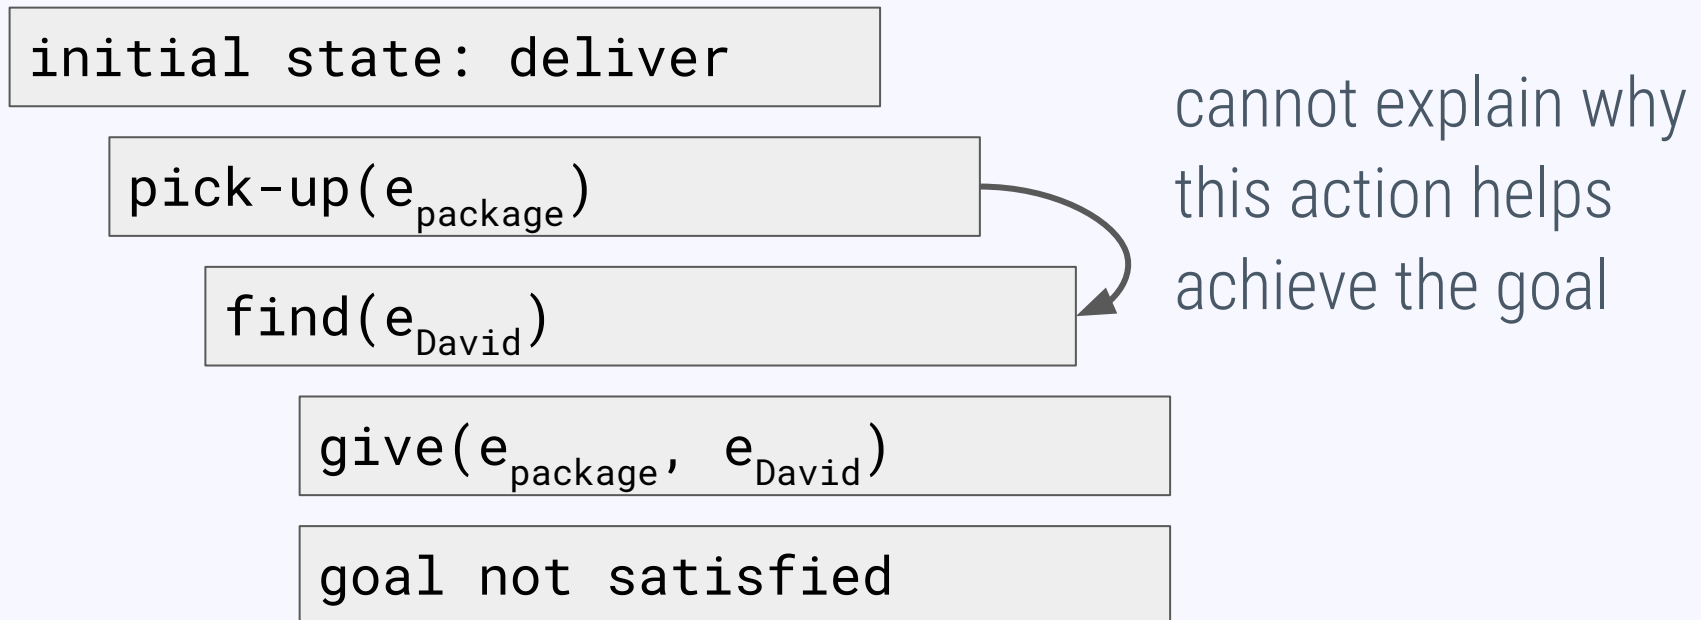 initial state: deliver
pick-up(e_package)
find(e_David)
give(e_package, e_David)
goal not satisfied
cannot explain why
this action helps
achieve the goal